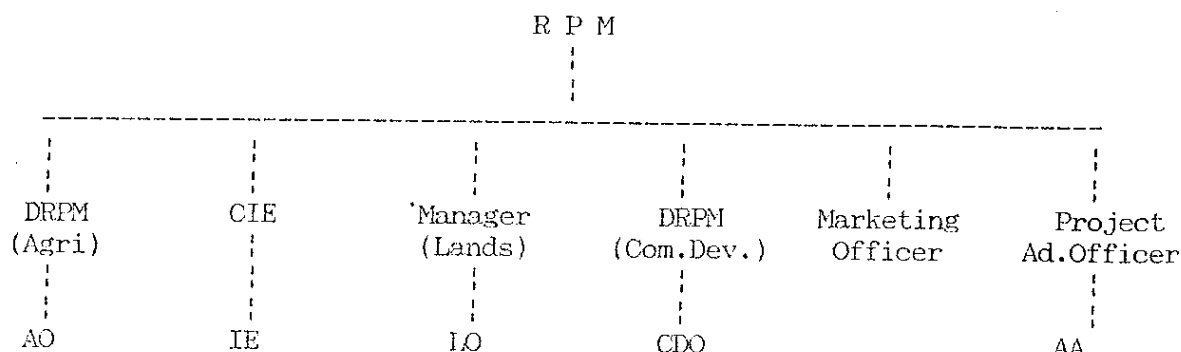 R P M
DRPM CIE Manager DRPM Marketing Project
(Agri) (Lands) (Com.Dev.) Officer Ad.Officer
AO IE LO CDO AA